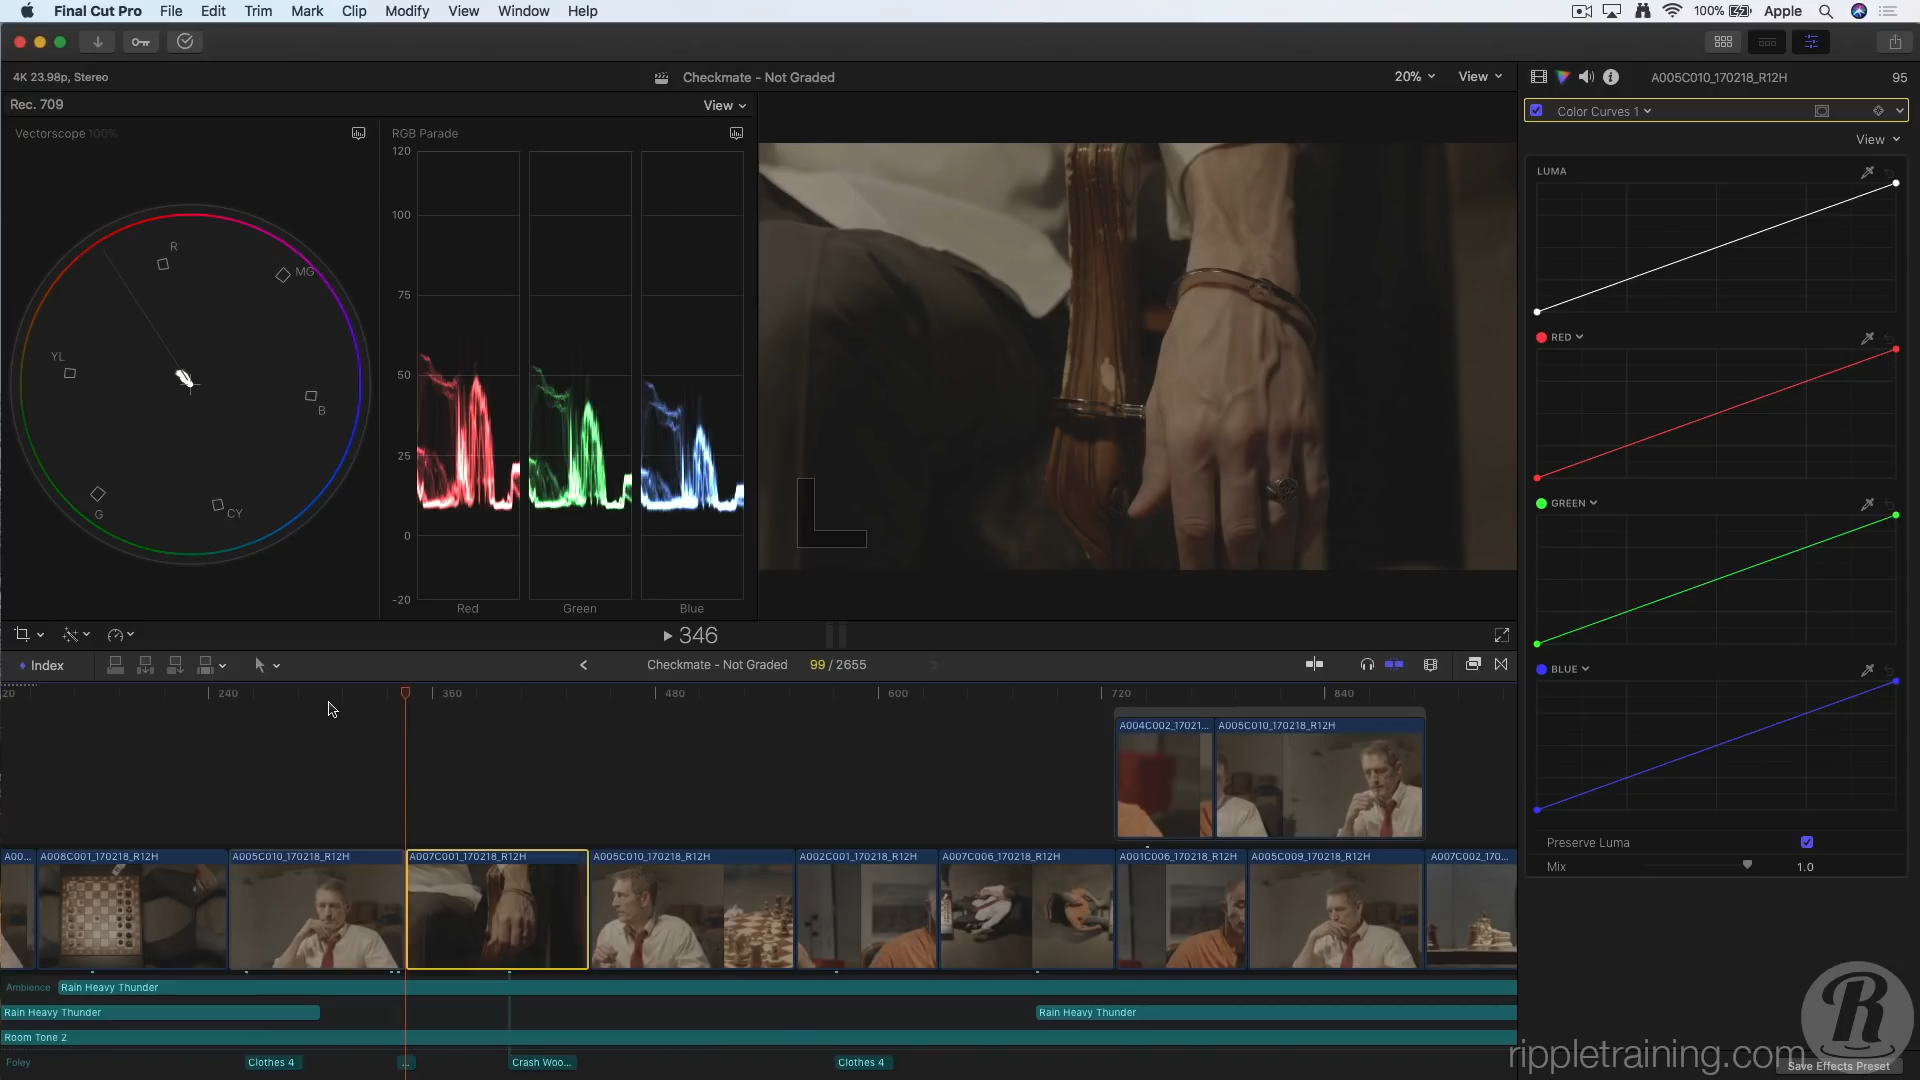 Final Cut Pro File Edit Trim Mark Clip Modify View Window Help 100% Apple
4K 23.98p, Stereo Checkmate - Not Graded 20% View A005C010_170218_R12H 95
Rec. 709 View
Color Curves 1
View
Vectorscope 100% RGB Parade
120
100
75
50
25
0
-20
R
MG
YL
B
G
CY
Red Green Blue
LUMA
RED
GREEN
BLUE
Preserve Luma
Mix 1.0
346
Index Checkmate - Not Graded 99 / 2655
20 240 360 480 600 720 840
A004C002_17021... A005C010_170218_R12H
A00... A008C001_170218_R12H A005C010_170218_R12H A007C001_170218_R12H A005C010_170218_R12H A002C001_170218_R12H A007C006_170218_R12H A001C006_170218_R12H A005C009_170218_R12H A007C002_170...
Ambience Rain Heavy Thunder
Rain Heavy Thunder Rain Heavy Thunder
Room Tone 2
Foley Clothes 4 ... Crash Woo... Clothes 4
R
rippletraining.com
Save Effects Preset